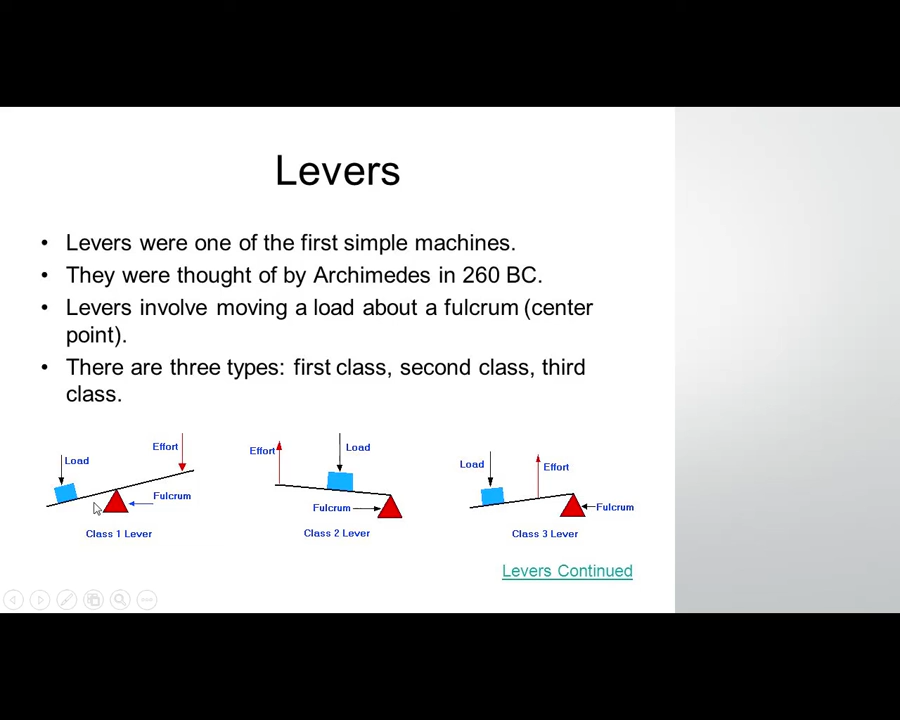 Levers
• Levers were one of the first simple machines.
• They were thought of by Archimedes in 260 BC.
• Levers involve moving a load about a fulcrum (center
point).
• There are three types: first class, second class, third
class.
Load
Effort
Fulcrum
Class 1 Lever
Effort
Load
Fulcrum
Class 2 Lever
Load
Effort
Fulcrum
Class 3 Lever
Levers Continued